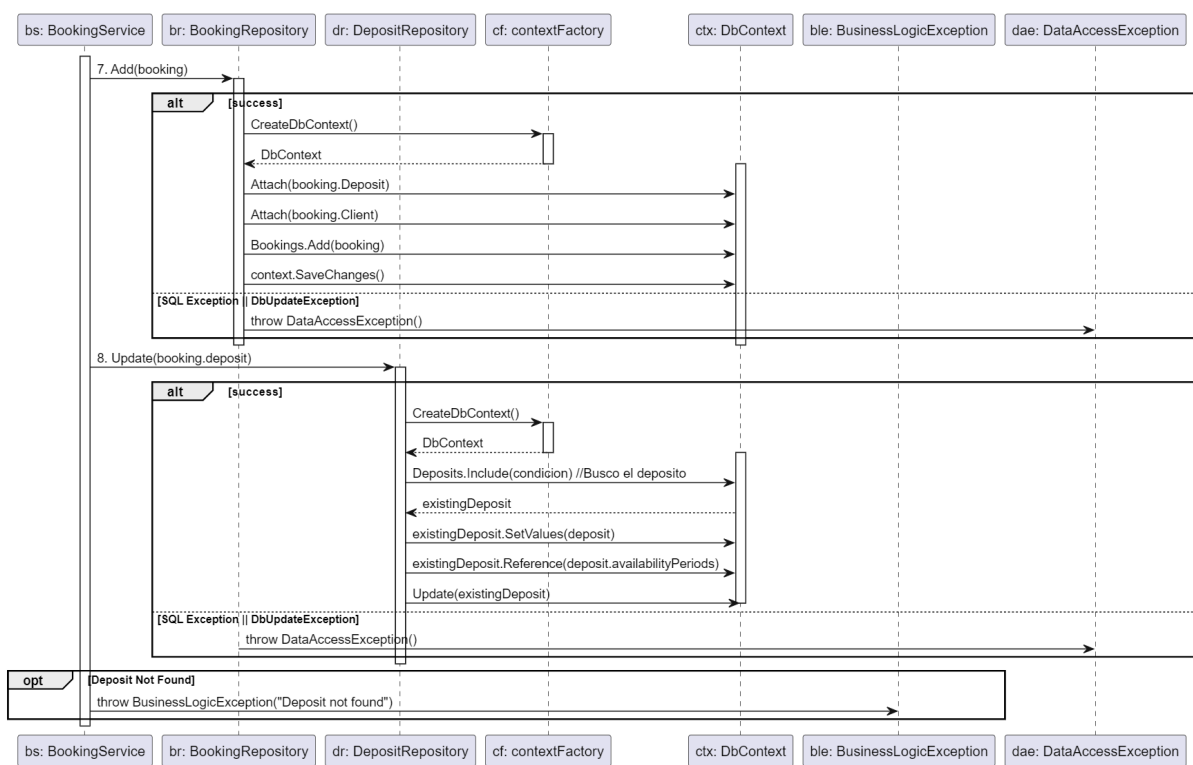 bs: BookingService br: BookingRepository dr: DepositRepository cf: contextFactory ctx: DbContext ble: BusinessLogicException dae: DataAccessException
7. Add(booking)
alt [success]
CreateDbContext()
DbContext
Attach(booking.Deposit)
Attach(booking.Client)
Bookings.Add(booking)
context.SaveChanges()
[SQL Exception || DbUpdateException]
throw DataAccessException()
8. Update(booking.deposit)
alt [success]
CreateDbContext()
DbContext
Deposits.Include(condicion) //Busco el deposito
existingDeposit
existingDeposit.SetValues(deposit)
existingDeposit.Reference(deposit.availabilityPeriods)
Update(existingDeposit)
[SQL Exception || DbUpdateException]
throw DataAccessException()
opt [Deposit Not Found]
throw BusinessLogicException("Deposit not found")
bs: BookingService br: BookingRepository dr: DepositRepository cf: contextFactory ctx: DbContext ble: BusinessLogicException dae: DataAccessException